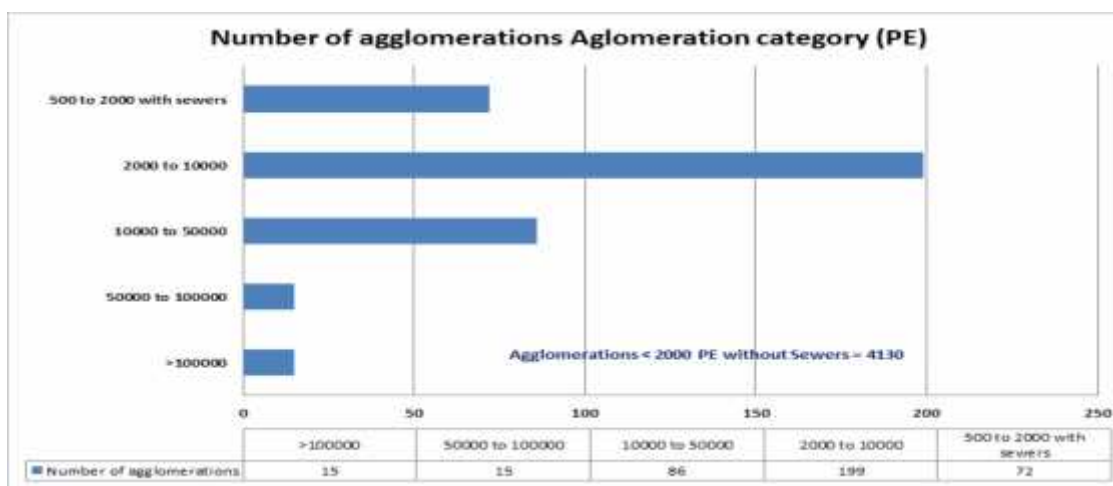 Number of agglomerations Aglomeration category (PE)
500 to 2000 with sewers
2000 to 10000
10000 to 50000
50000 to 100000
>100000
Agglomerations < 2000 PE without Sewers = 4130
0 50 100 150 200 250
>100000 50000 to 100000 10000 to 50000 2000 to 10000 500 to 2000 with
sewers
Number of agglomerations 15 15 86 199 72